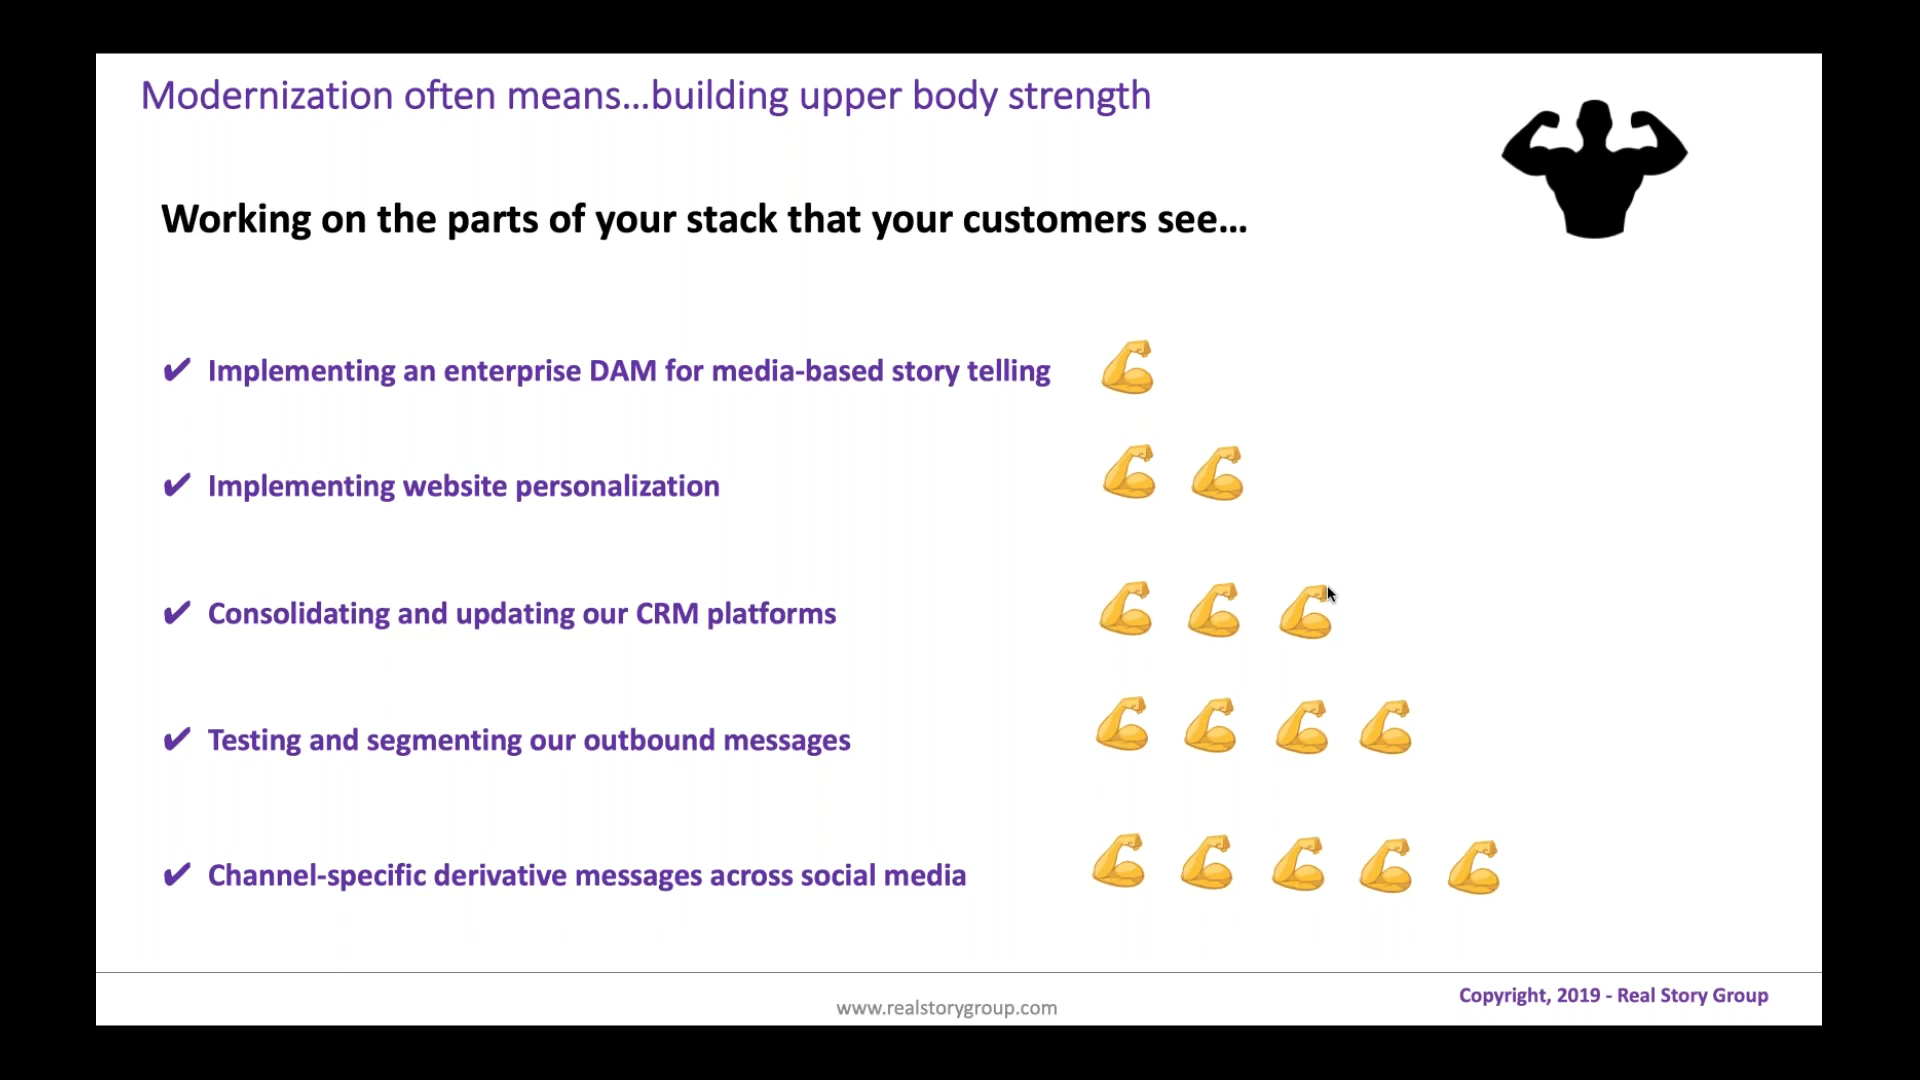 Modernization often means...building upper body strength
Working on the parts of your stack that your customers see...
✔ Implementing an enterprise DAM for media-based story telling
✔ Implementing website personalization
✔ Consolidating and updating our CRM platforms
✔ Testing and segmenting our outbound messages
✔ Channel-specific derivative messages across social media
www.realstorygroup.com
Copyright, 2019 - Real Story Group